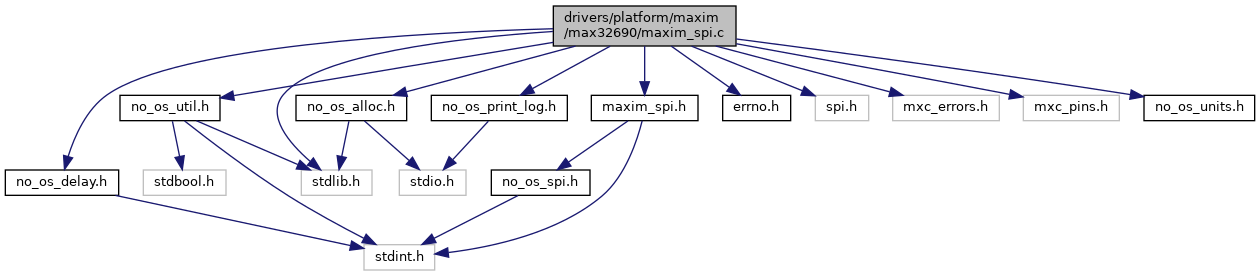 drivers/platform/maxim
/max32690/maxim_spi.c
no_os_util.h
no_os_alloc.h
no_os_print_log.h
maxim_spi.h
errno.h
spi.h
mxc_errors.h
mxc_pins.h
no_os_units.h
no_os_delay.h
stdbool.h
stdlib.h
stdio.h
no_os_spi.h
stdint.h